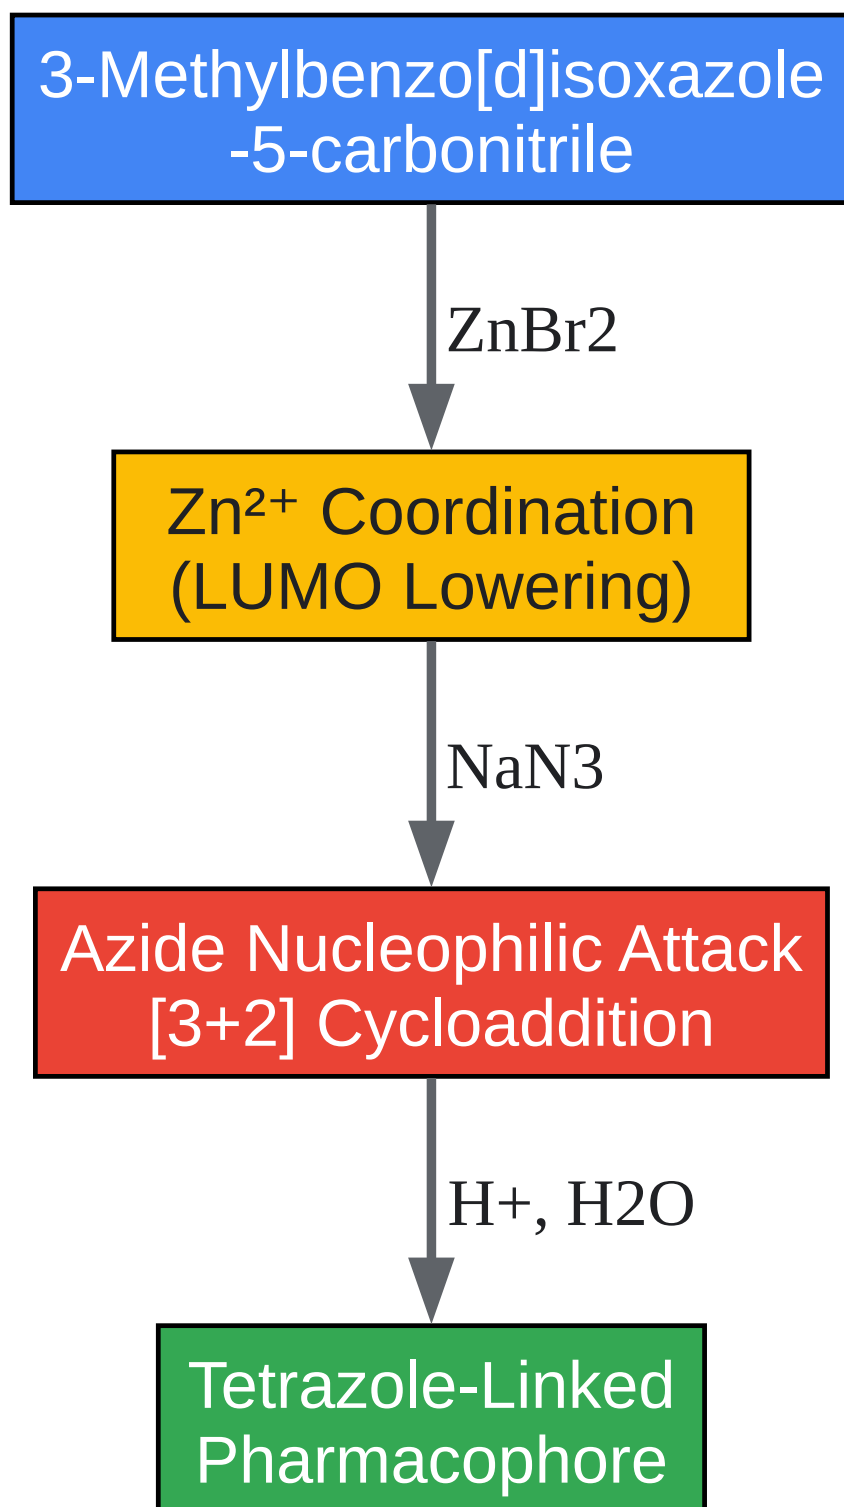 3-Methylbenzo[d]isoxazole
-5-carbonitrile
ZnBr2
Zn²⁺ Coordination
(LUMO Lowering)
NaN3
Azide Nucleophilic Attack
[3+2] Cycloaddition
H+, H2O
Tetrazole-Linked
Pharmacophore